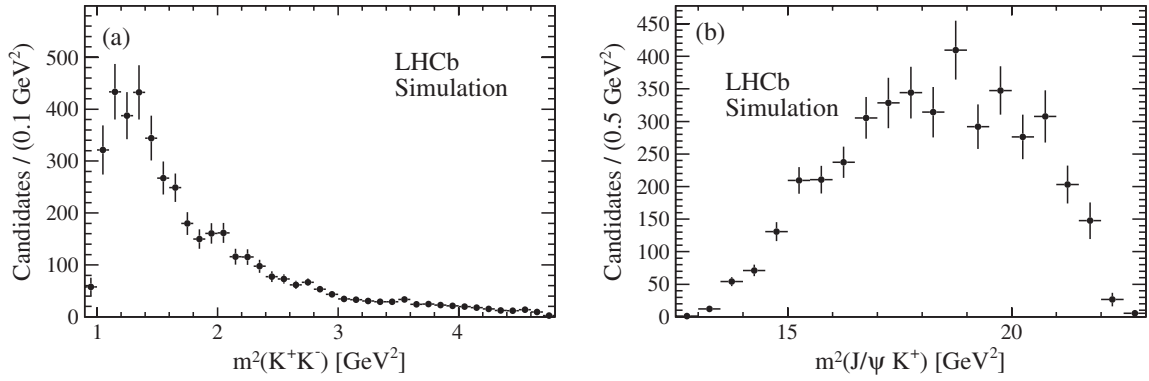 (a)
LHCb
Simulation
Candidates / (0.1 GeV²)
500
400
300
200
100
0
1 2 3 4
m²(K⁺K⁻) [GeV²]
(b)
LHCb
Simulation
Candidates / (0.5 GeV²)
450
400
350
300
250
200
150
100
50
0
15 20
m²(J/ψ K⁺) [GeV²]